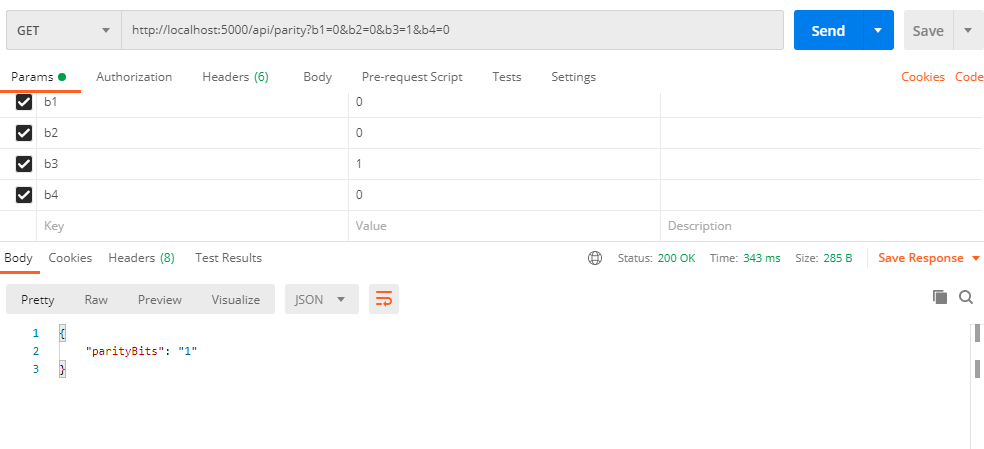 GET http://localhost:5000/api/parity?b1=0&b2=0&b3=1&b4=0 Send Save
Params Authorization Headers (6) Body Pre-request Script Tests Settings Cookies Code
b1 0
b2 0
b3 1
b4 0
Key Value Description
Body Cookies Headers (8) Test Results Status: 200 OK Time: 343 ms Size: 285 B Save Response
Pretty Raw Preview Visualize JSON
1 {
2 "parityBits": "1"
3 }